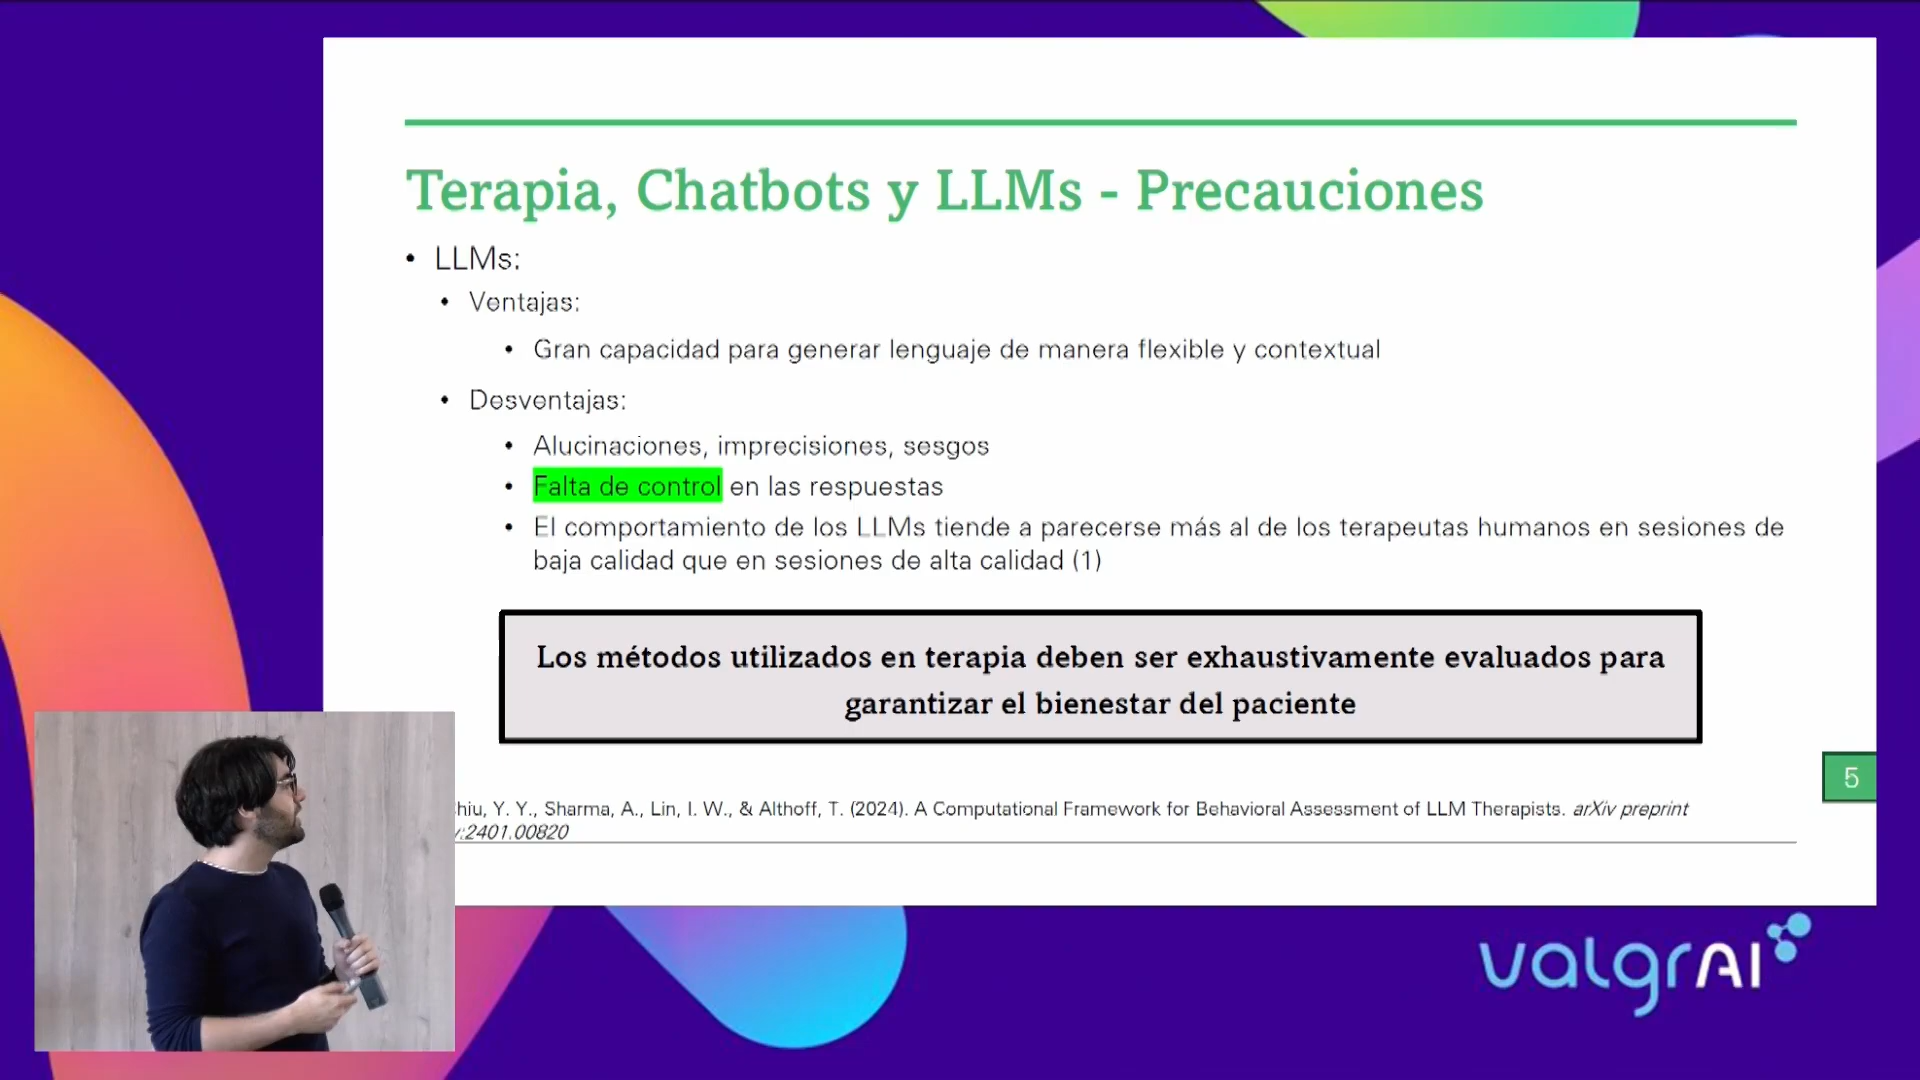 Terapia, Chatbots y LLMs - Precauciones
• LLMs:
• Ventajas:
• Gran capacidad para generar lenguaje de manera flexible y contextual
• Desventajas:
• Alucinaciones, imprecisiones, sesgos
• Falta de control en las respuestas
• El comportamiento de los LLMs tiende a parecerse más al de los terapeutas humanos en sesiones de
baja calidad que en sesiones de alta calidad (1)
Los métodos utilizados en terapia deben ser exhaustivamente evaluados para
garantizar el bienestar del paciente
5
Y. Y., Sharma, A., Lin, I. W., & Althoff, T. (2024). A Computational Framework for Behavioral Assessment of LLM Therapists. arXiv preprint
:2401.00820
valgrAI